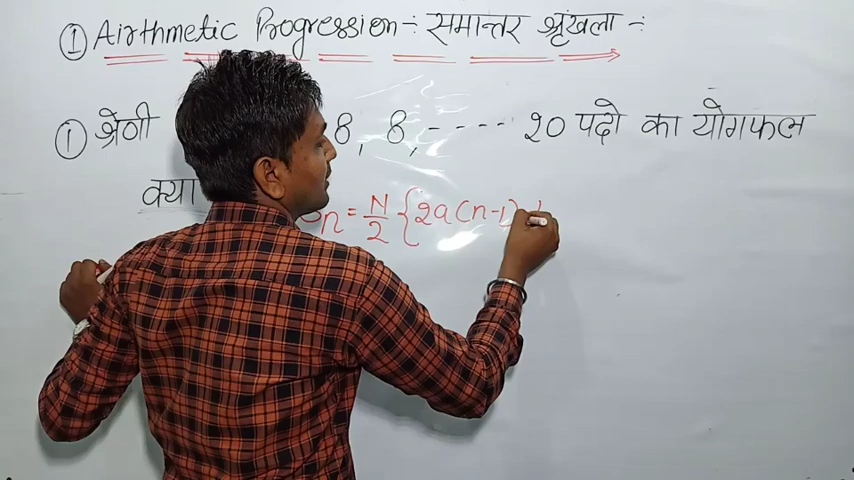 ① Airthmetic Progression :- समान्तर श्रृंखला :-
① श्रेणी 8, 8, - - - - २० पदो का योगफल
क्या
Sn = N/2 {2a(n-1)